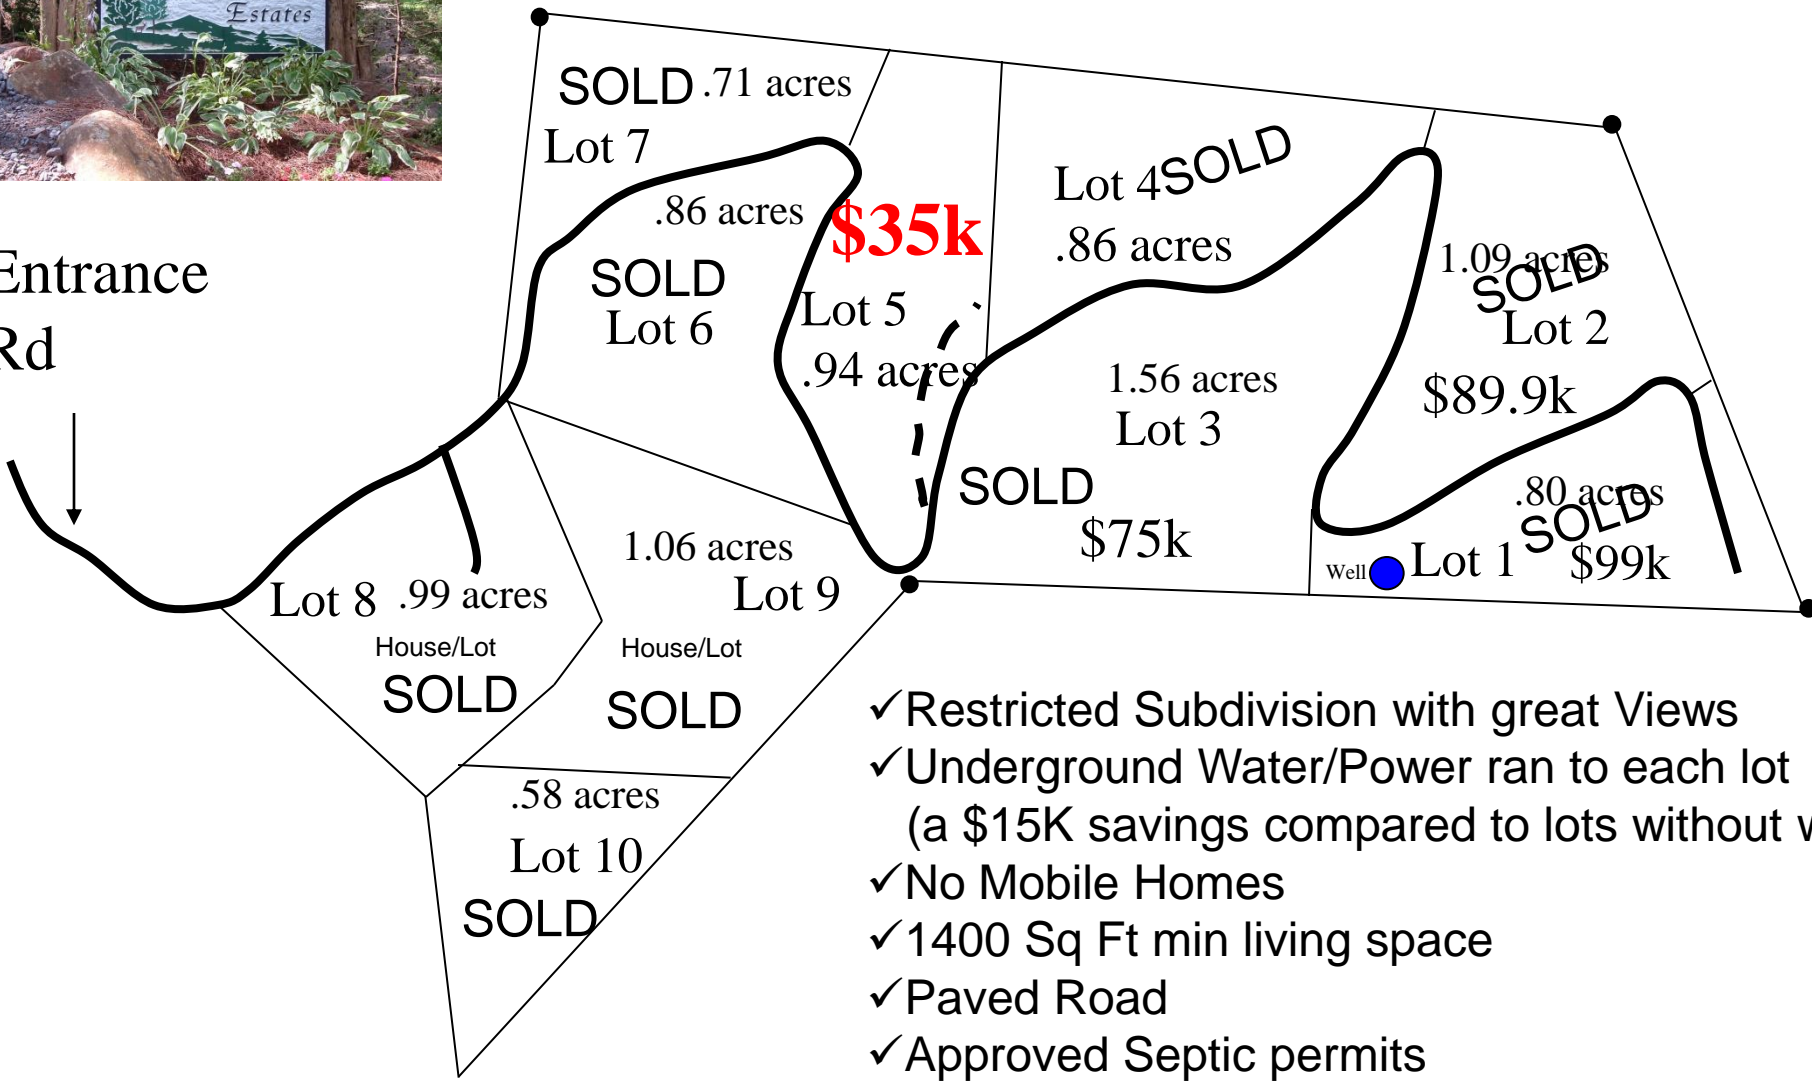 Estates
SOLD .71 acres
Lot 7
.86 acres
SOLD
Lot 6
$35k
Lot 5
.94 acres
Lot 4 SOLD
.86 acres
1.09 acres
SOLD
Lot 2
$89.9k
Entrance
Rd
1.56 acres
Lot 3
SOLD
$75k
.80 acres
SOLD
Well
Lot 1
$99k
1.06 acres
Lot 9
House/Lot
SOLD
Lot 8 .99 acres
House/Lot
SOLD
.58 acres
Lot 10
SOLD
✓Restricted Subdivision with great Views
✓Underground Water/Power ran to each lot
(a $15K savings compared to lots without
✓No Mobile Homes
✓1400 Sq Ft min living space
✓Paved Road
✓Approved Septic permits